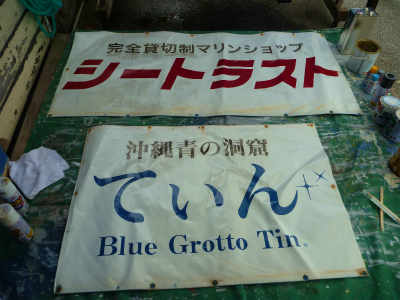 完全貸切制マリンショップ
シートラスト
沖縄青の洞窟
てぃん
Blue Grotto Tin.